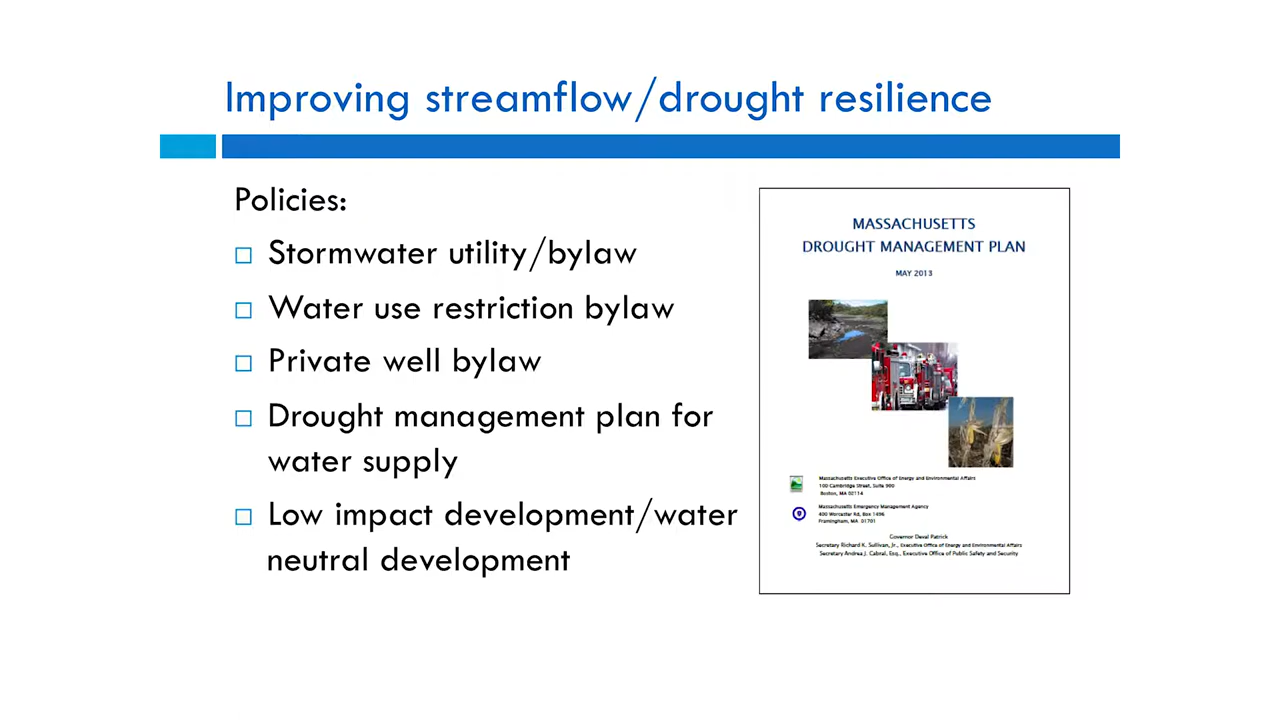 Improving streamflow/drought resilience
Policies:
Stormwater utility/bylaw
Water use restriction bylaw
Private well bylaw
Drought management plan for
water supply
Low impact development/water
neutral development
MASSACHUSETTS
DROUGHT MANAGEMENT PLAN
MAY 2013
Massachusetts Executive Office of Energy and Environmental Affairs
100 Cambridge Street, Suite 900
Boston, MA 02114
Massachusetts Emergency Management Agency
400 Worcester Rd, Box 1496
Framingham, MA 01701
Governor Deval Patrick
Secretary Richard K. Sullivan, Jr., Executive Office of Energy and Environmental Affairs
Secretary Andrea J. Cabral, Esq., Executive Office of Public Safety and Security